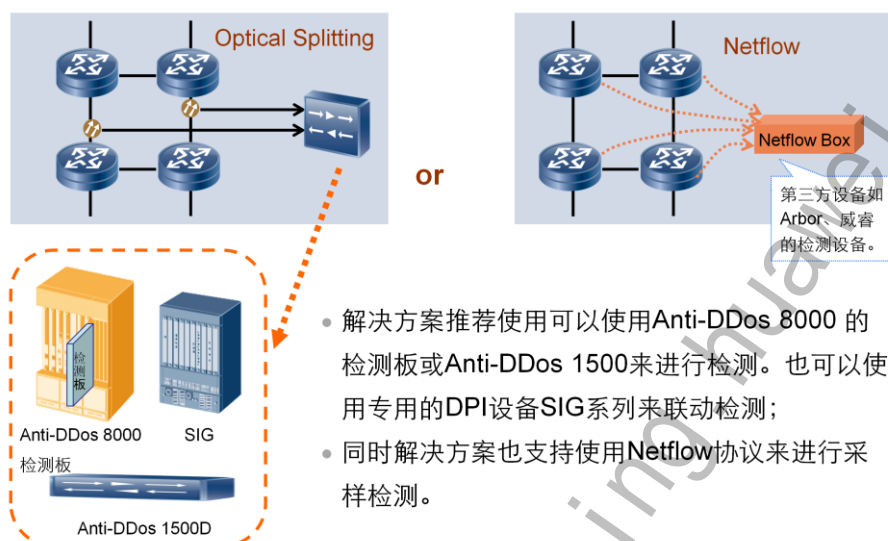 Optical Splitting
Netflow
or
Netflow Box
第三方设备如
Arbor、威睿
的检测设备。
检测板
Anti-DDos 8000
检测板
SIG
Anti-DDos 1500D
解决方案推荐使用可以使用Anti-DDos 8000 的
检测板或Anti-DDos 1500来进行检测。也可以使
用专用的DPI设备SIG系列来联动检测;
同时解决方案也支持使用Netflow协议来进行采
样检测。
ing.huawei